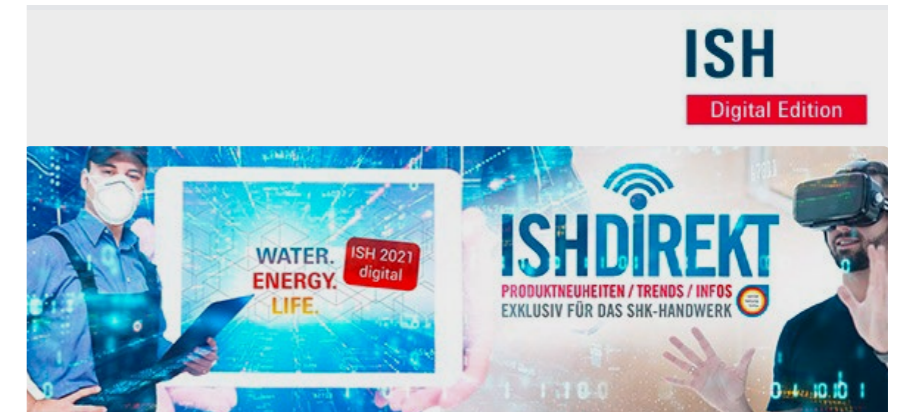 ISH
Digital Edition
WATER.
ENERGY.
LIFE.
ISH 2021
digital
ISHDIREKT
PRODUKTNEUHEITEN / TRENDS / INFOS
EXKLUSIV FÜR DAS SHK-HANDWERK